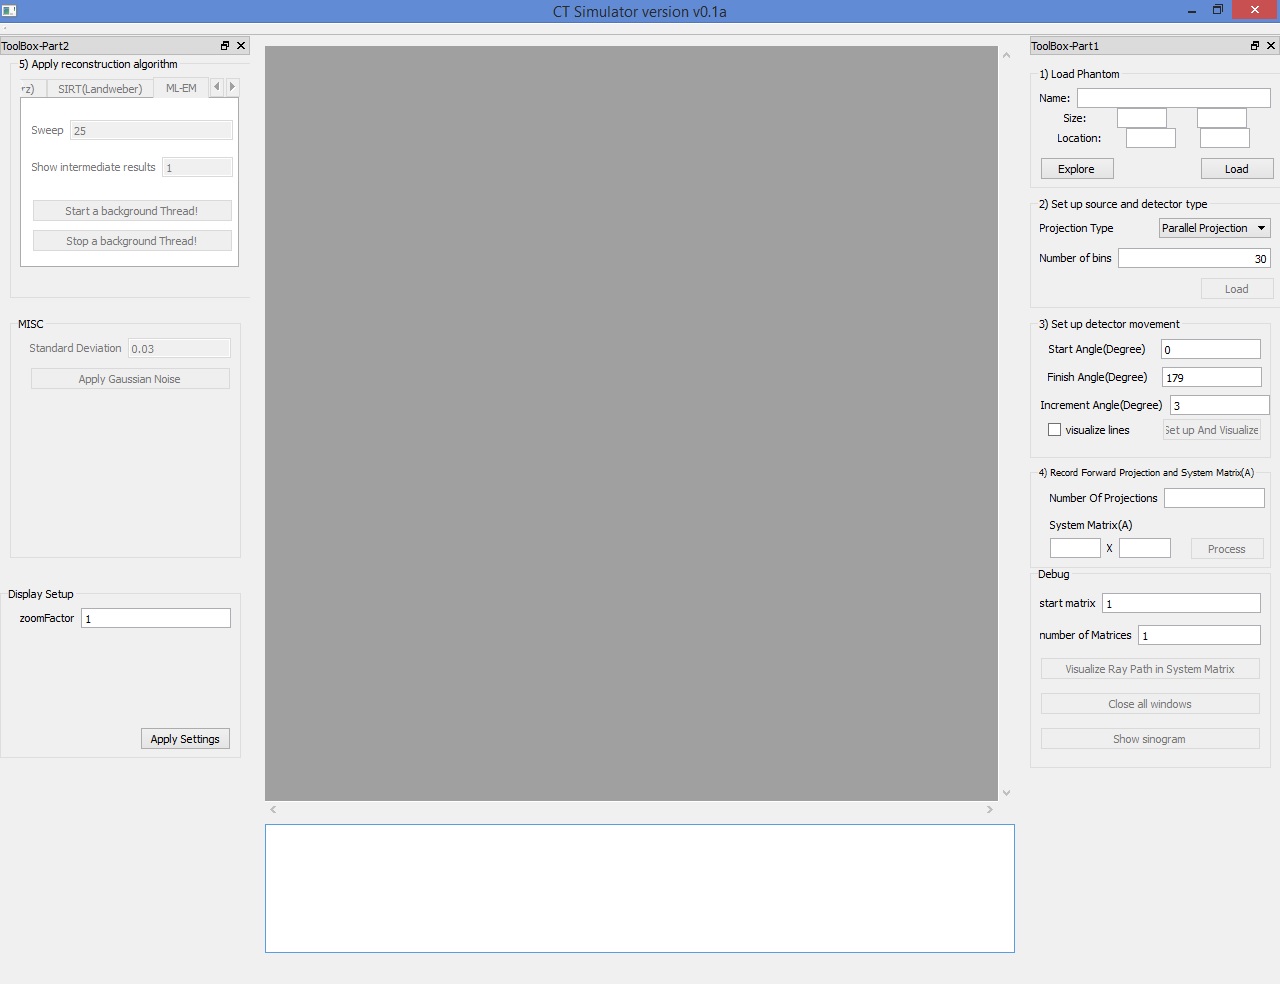 CT Simulator version v0.1a
ToolBox-Part2
5) Apply reconstruction algorithm
rz) SIRT(Landweber) ML-EM
Sweep 25
Show intermediate results 1
Start a background Thread!
Stop a background Thread!
MISC
Standard Deviation 0.03
Apply Gaussian Noise
Display Setup
zoomFactor 1
Apply Settings
ToolBox-Part1
1) Load Phantom
Name:
Size:
Location:
Explore Load
2) Set up source and detector type
Projection Type Parallel Projection
Number of bins 30
Load
3) Set up detector movement
Start Angle(Degree) 0
Finish Angle(Degree) 179
Increment Angle(Degree) 3
visualize lines Set up And Visualize
4) Record Forward Projection and System Matrix(A)
Number Of Projections
System Matrix(A)
X Process
Debug
start matrix 1
number of Matrices 1
Visualize Ray Path in System Matrix
Close all windows
Show sinogram